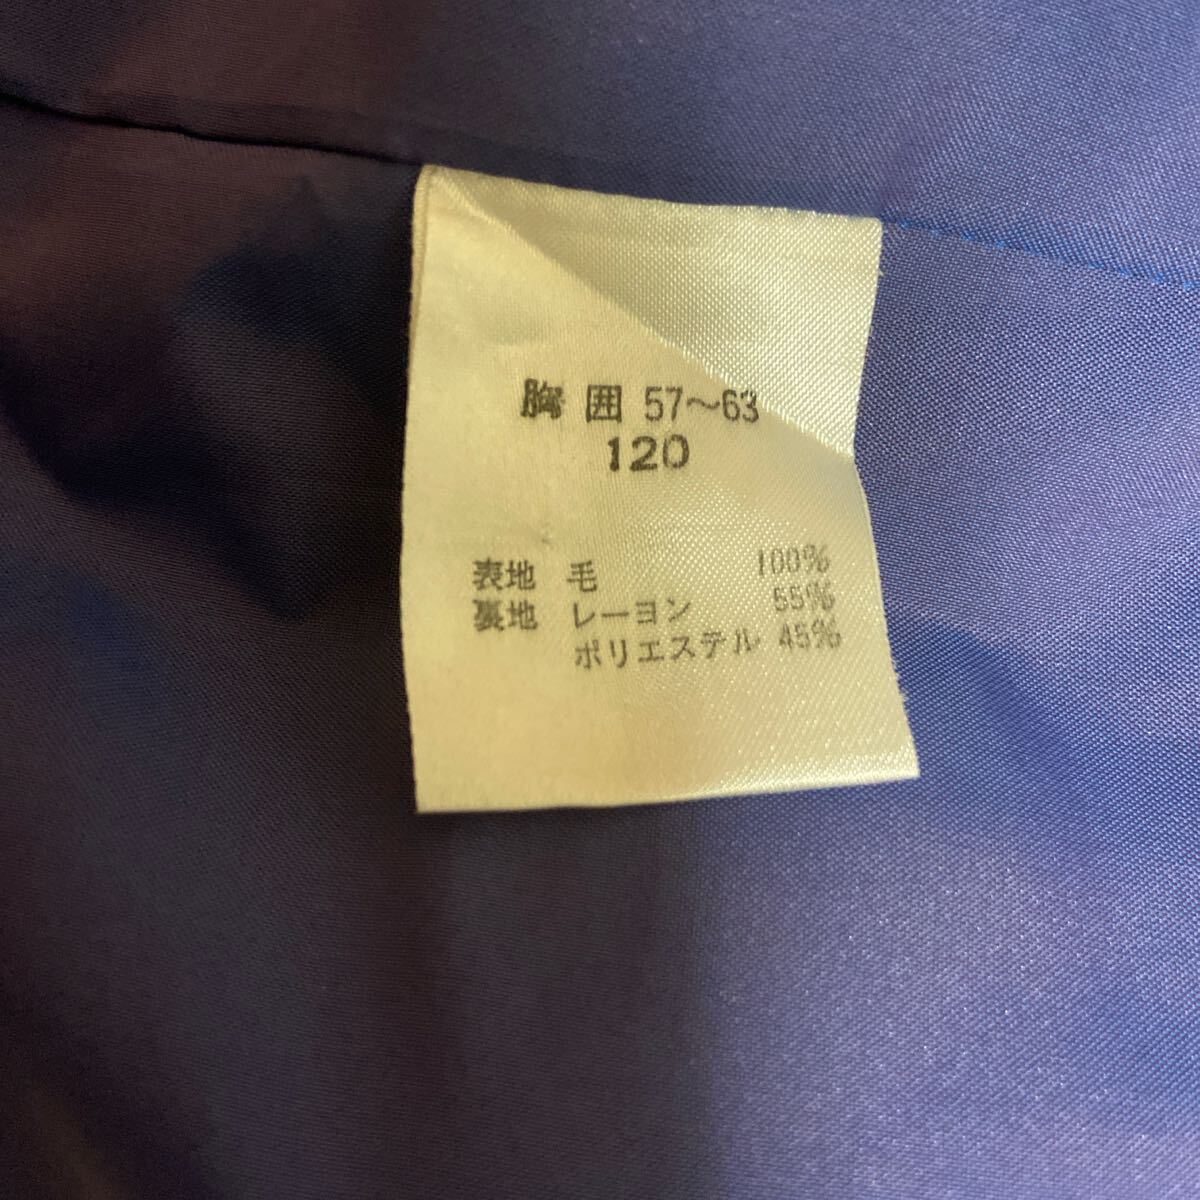 胸囲 57〜63
120
表地 毛 100%
裏地 レーヨン 55%
ポリエステル 45%